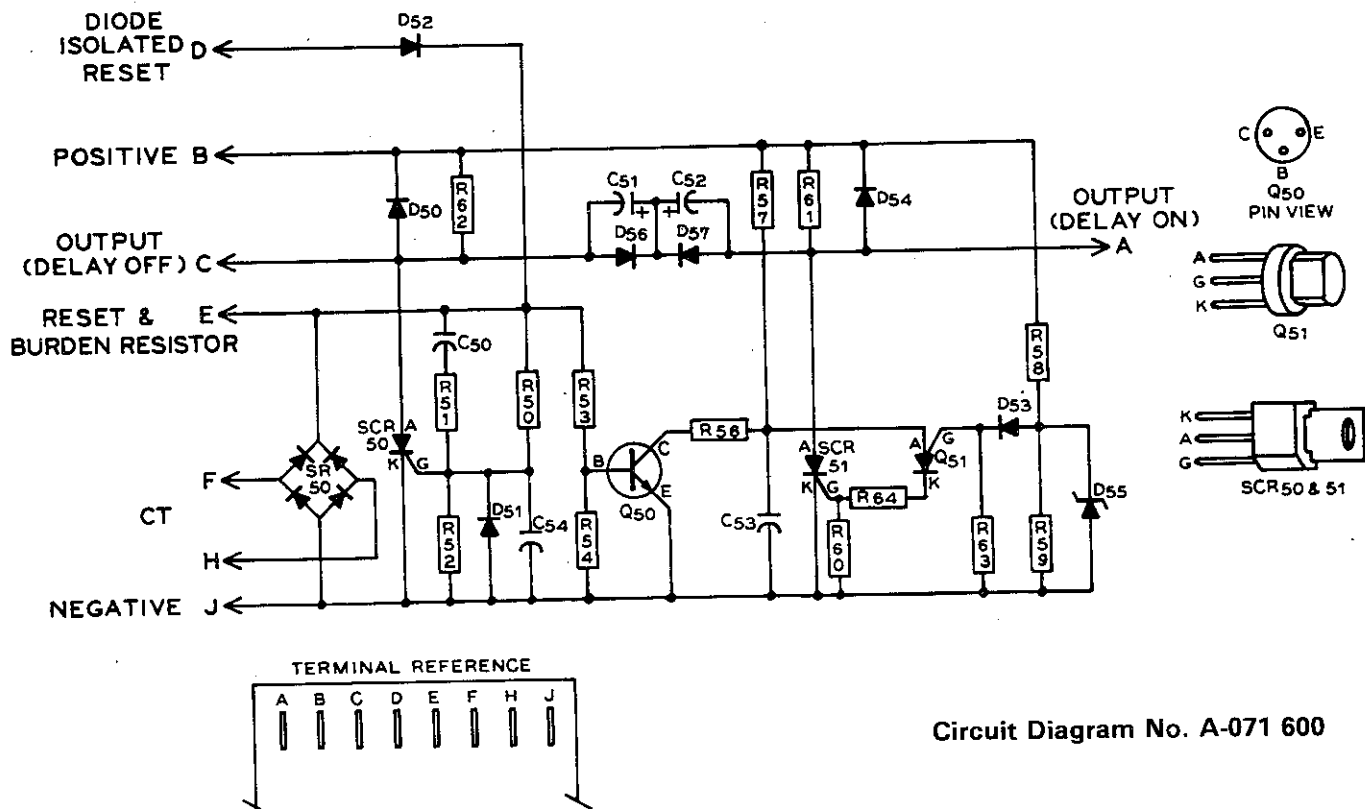 DIODE
ISOLATED D
RESET
D52
POSITIVE B
R62
D50
C51
C52
+ +
D56
D57
R57
R61
D54
OUTPUT
(DELAY ON)
A
OUTPUT
(DELAY OFF) C
RESET & E
BURDEN RESISTOR
C50
R51
R50
R53
R58
SCR A
50
K G
R56
D53
B C E
Q50
A SCR
51
K G
A G
Q51
K
R64
F
SR
50
CT
H
R52
D51
C54
R54
C53
R60
R63
R59
D55
NEGATIVE J
C E
B
Q50
PIN VIEW
A
G
K
Q51
K
A
G
SCR50 & 51
TERMINAL REFERENCE
A B C D E F H J
Circuit Diagram No. A-071 600